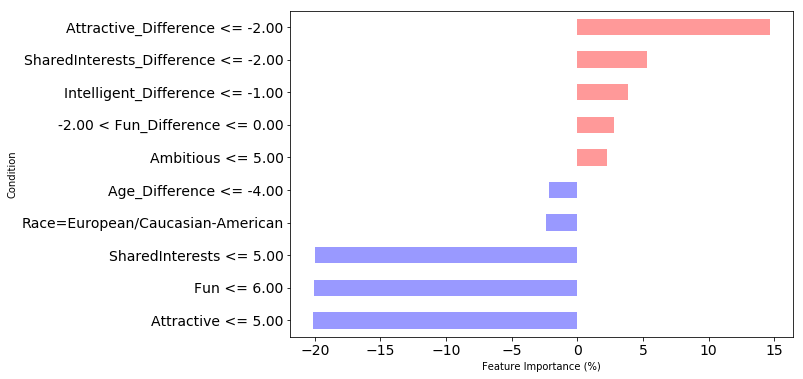 Attractive_Difference <= -2.00
SharedInterests_Difference <= -2.00
Intelligent_Difference <= -1.00
-2.00 < Fun_Difference <= 0.00
Ambitious <= 5.00
Age_Difference <= -4.00
Race=European/Caucasian-American
SharedInterests <= 5.00
Fun <= 6.00
Attractive <= 5.00
Condition
−20 −15 −10 −5 0 5 10 15
Feature Importance (%)